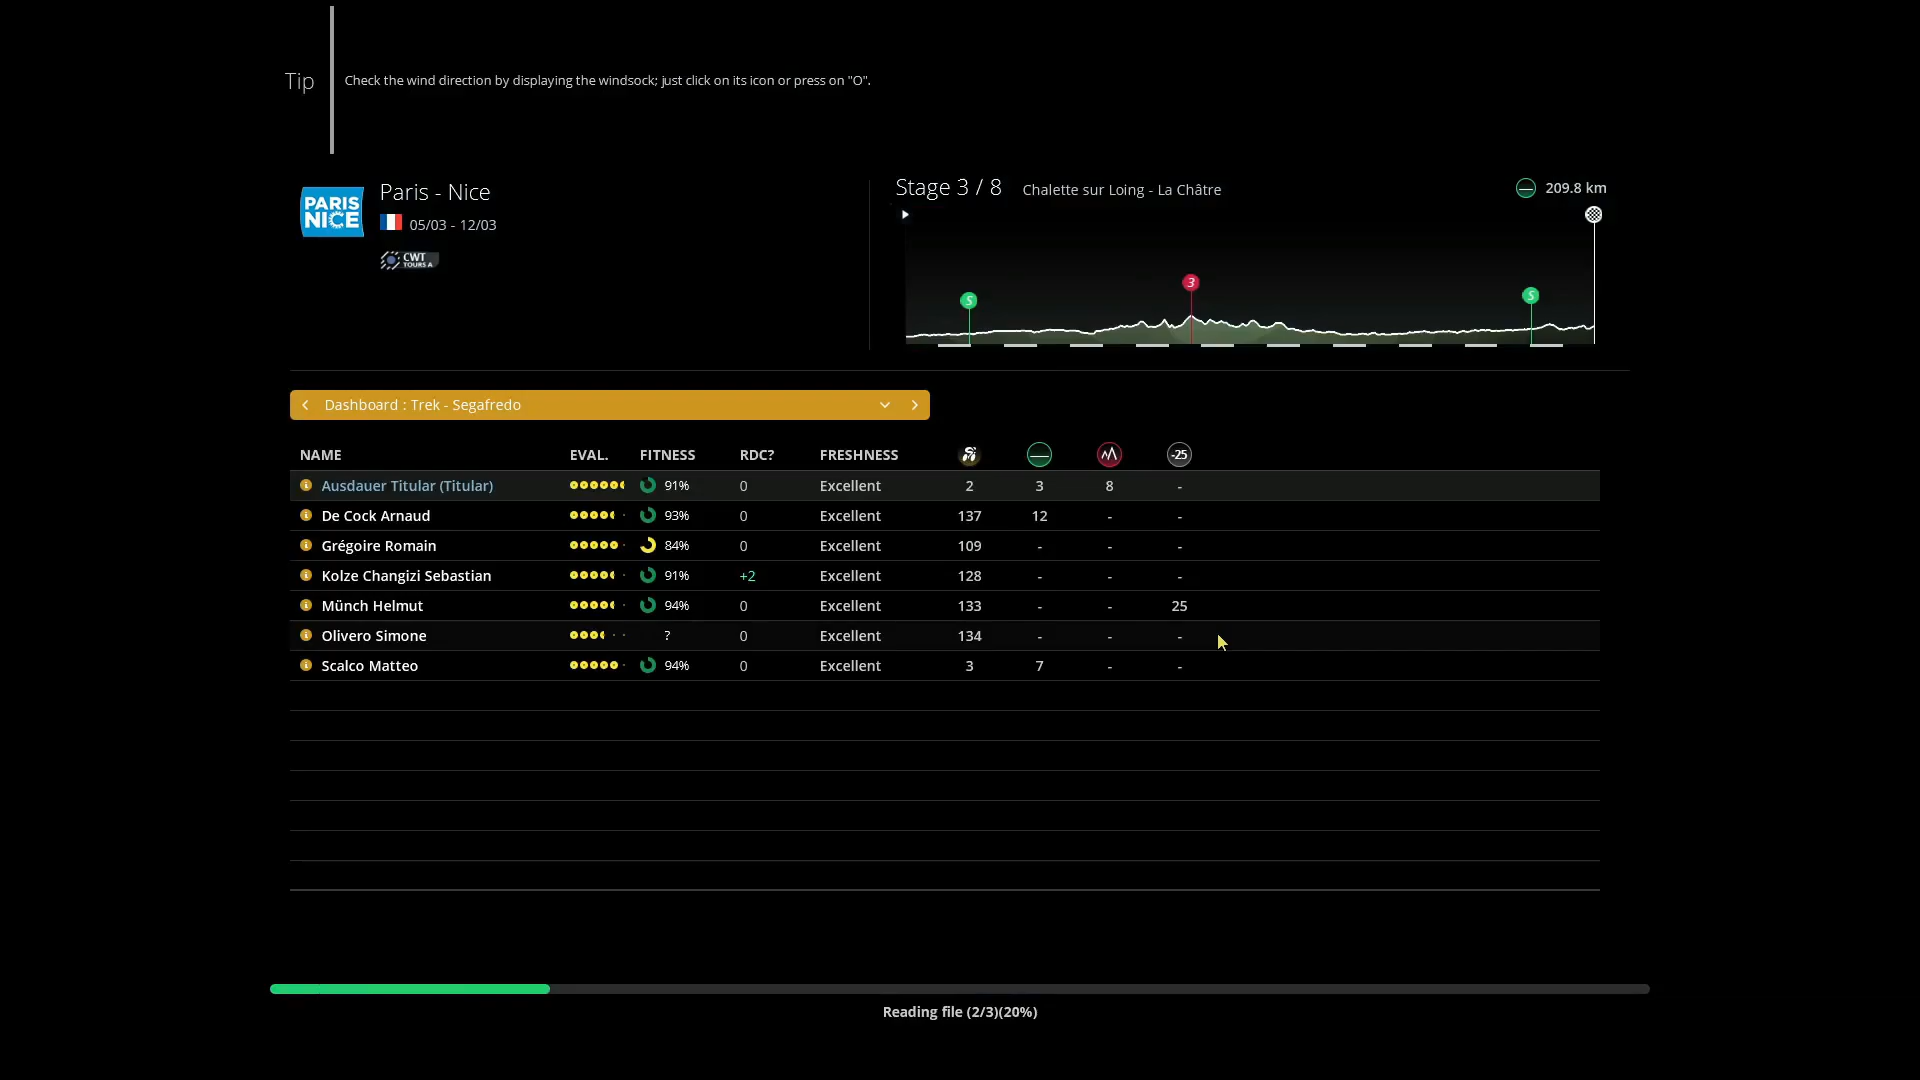 Tip
Check the wind direction by displaying the windsock; just click on its icon or press on "O".
PARIS NICE
Paris - Nice
05/03 - 12/03
CWT TOURS A
Stage 3 / 8 Chalette sur Loing - La Châtre 209.8 km
3
S
S
Dashboard : Trek - Segafredo
NAME EVAL. FITNESS RDC? FRESHNESS -25
Ausdauer Titular (Titular) 91% 0 Excellent 2 3 8 -
De Cock Arnaud 93% 0 Excellent 137 12 - -
Grégoire Romain 84% 0 Excellent 109 - - -
Kolze Changizi Sebastian 91% +2 Excellent 128 - - -
Münch Helmut 94% 0 Excellent 133 - - 25
Olivero Simone ? 0 Excellent 134 - - -
Scalco Matteo 94% 0 Excellent 3 7 - -
Reading file (2/3)(20%)